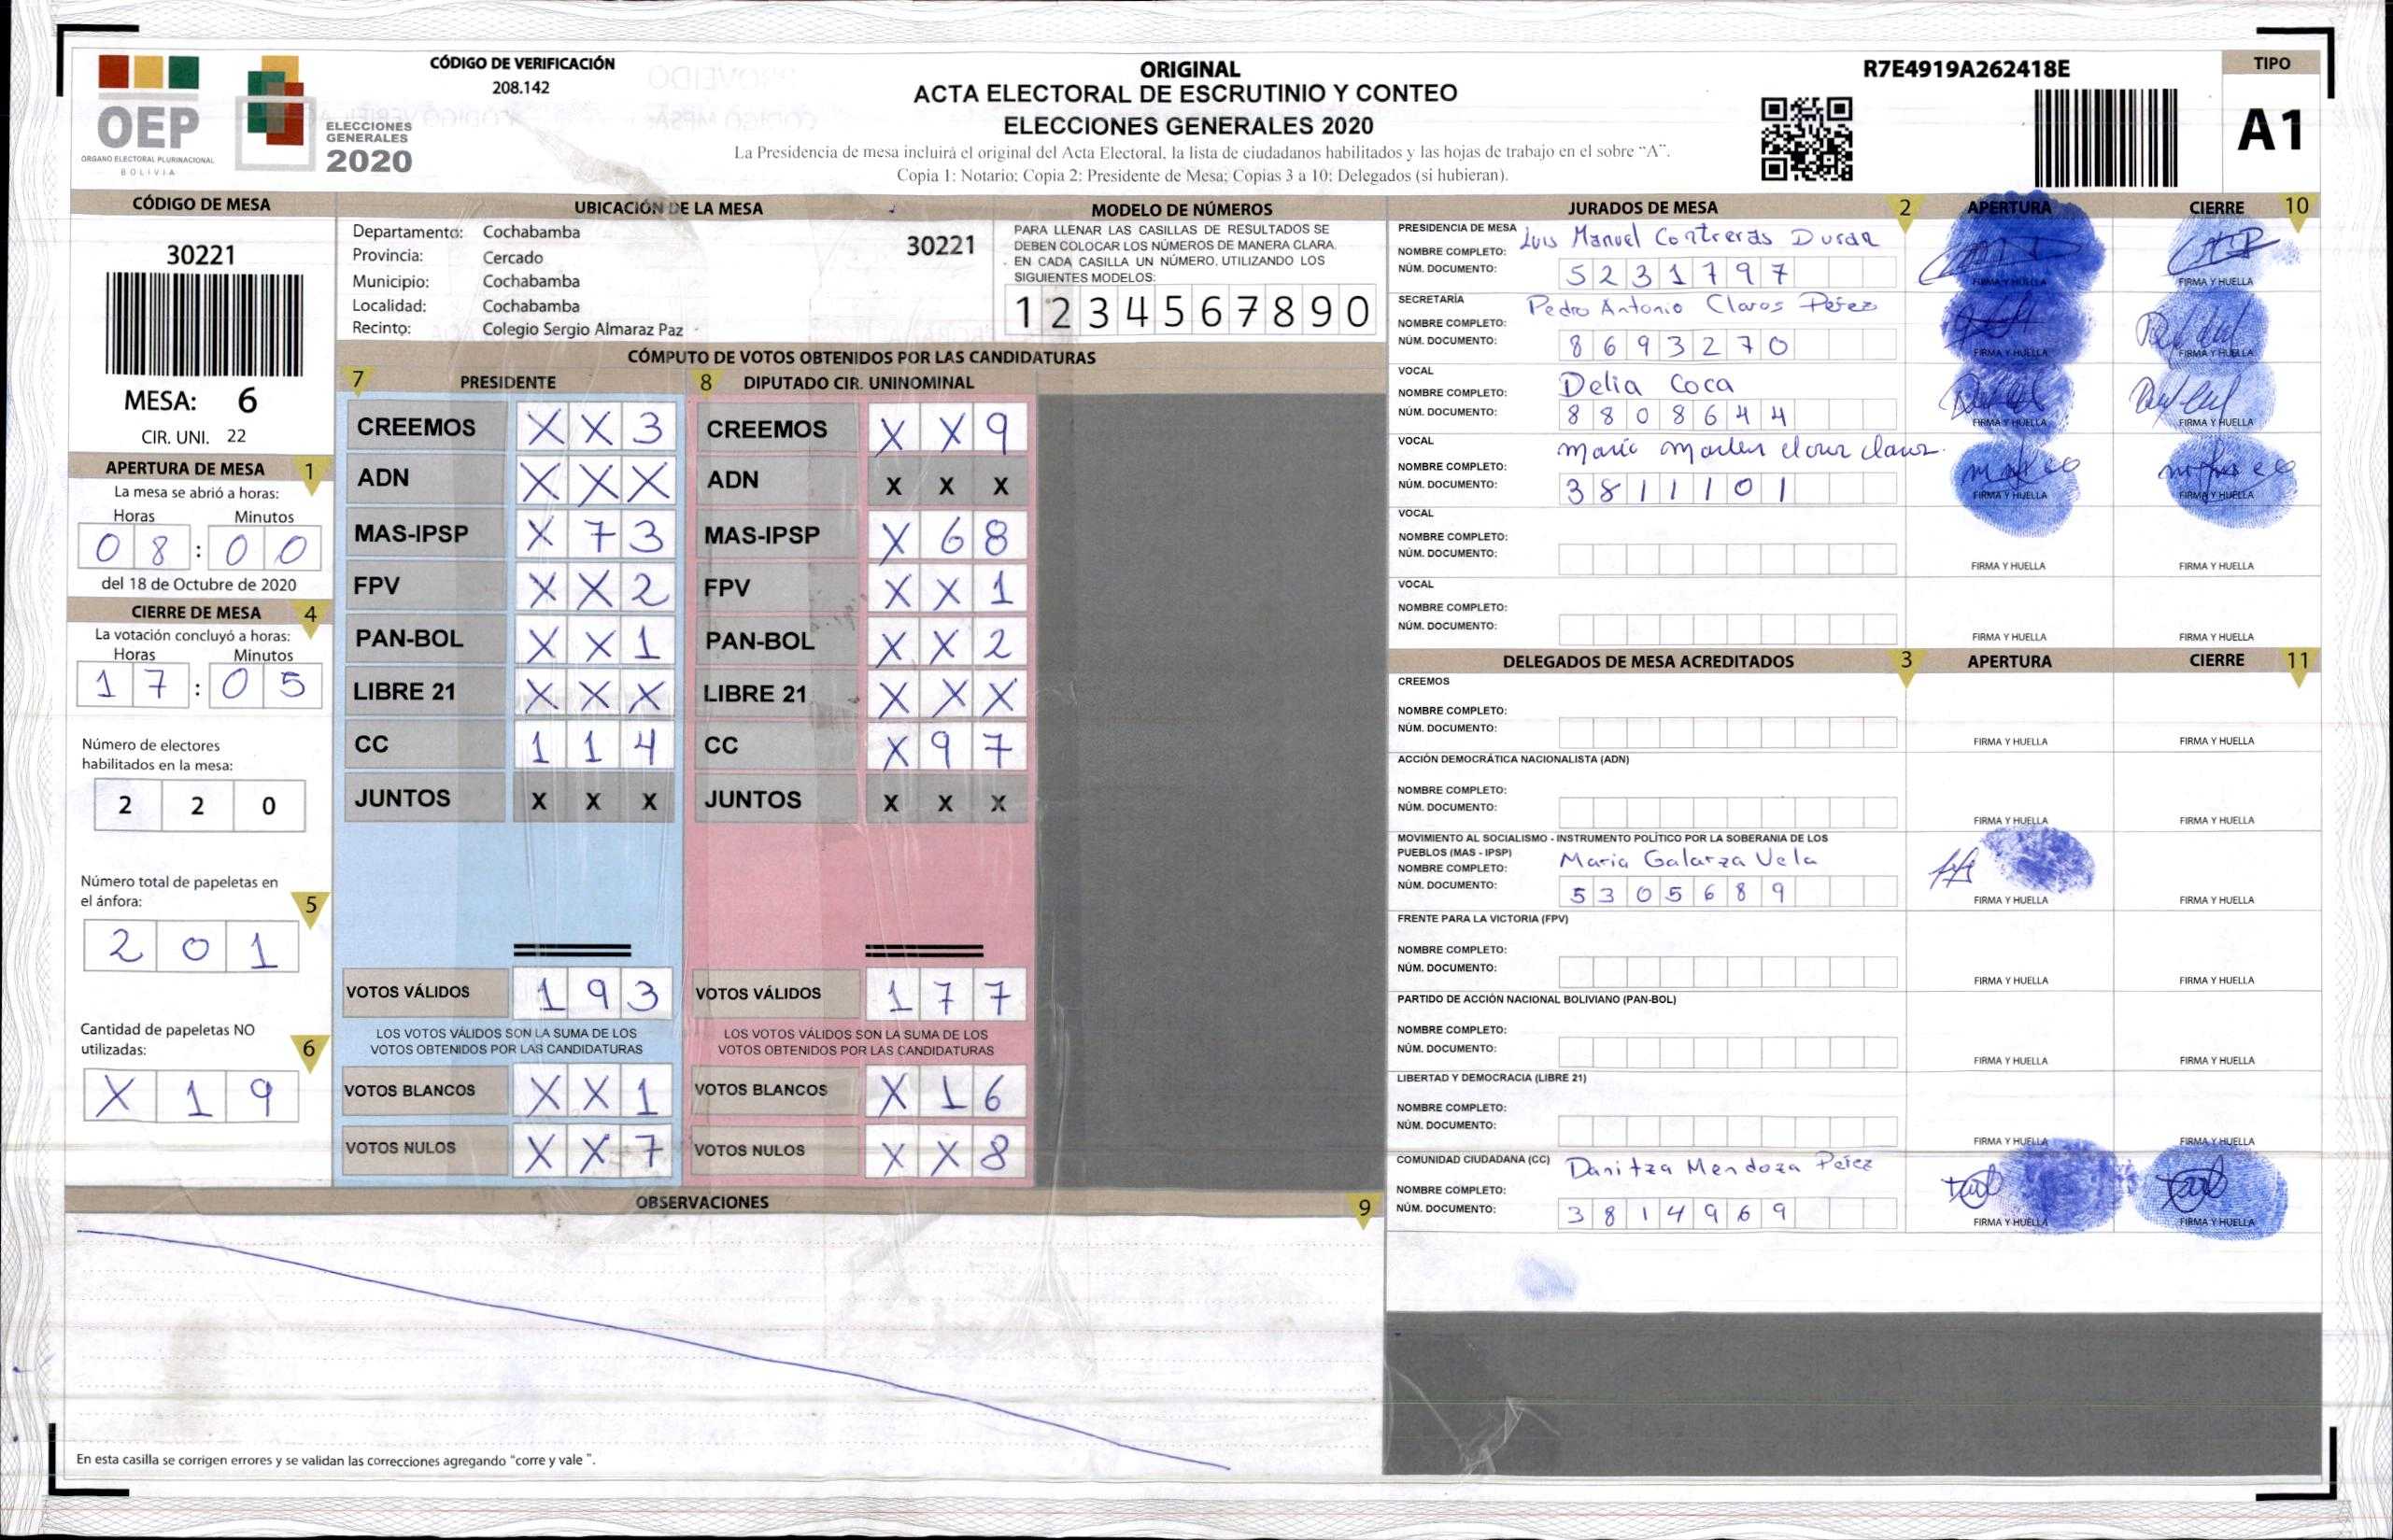 OEP
ÓRGANO ELECTORAL PLURINACIONAL
BOLIVIA
ELECCIONES
GENERALES
2020
CÓDIGO DE VERIFICACIÓN
208.142
ORIGINAL
ACTA ELECTORAL DE ESCRUTINIO Y CONTEO
ELECCIONES GENERALES 2020
La Presidencia de mesa incluirá el original del Acta Electoral, la lista de ciudadanos habilitados y las hojas de trabajo en el sobre “A”.
Copia 1: Notario; Copia 2: Presidente de Mesa; Copias 3 a 10: Delegados (si hubieran).
R7E4919A262418E
TIPO
A1
CÓDIGO DE MESA
30221
MESA: 6
CIR. UNI. 22
APERTURA DE MESA 1
La mesa se abrió a horas:
Horas Minutos
0 8 : 0 0
del 18 de Octubre de 2020
CIERRE DE MESA 4
La votación concluyó a horas:
Horas Minutos
1 7 : 0 5
Número de electores
habilitados en la mesa:
2 2 0
Número total de papeletas en
el ánfora: 5
2 0 1
Cantidad de papeletas NO
utilizadas: 6
X 1 9
UBICACIÓN DE LA MESA
Departamento: Cochabamba
Provincia: Cercado
Municipio: Cochabamba
Localidad: Cochabamba
Recinto: Colegio Sergio Almaraz Paz
30221
MODELO DE NÚMEROS
PARA LLENAR LAS CASILLAS DE RESULTADOS SE
DEBEN COLOCAR LOS NÚMEROS DE MANERA CLARA.
EN CADA CASILLA UN NÚMERO, UTILIZANDO LOS
SIGUIENTES MODELOS:
1 2 3 4 5 6 7 8 9 0
CÓMPUTO DE VOTOS OBTENIDOS POR LAS CANDIDATURAS
7 PRESIDENTE 8 DIPUTADO CIR. UNINOMINAL
CREEMOS X X 3 CREEMOS X X 9
ADN X X X ADN X X X
MAS-IPSP X 7 3 MAS-IPSP X 6 8
FPV X X 2 FPV X X 1
PAN-BOL X X 1 PAN-BOL X X 2
LIBRE 21 X X X LIBRE 21 X X X
CC 1 1 4 CC X 9 7
JUNTOS X X X JUNTOS X X X
VOTOS VÁLIDOS 1 9 3 VOTOS VÁLIDOS 1 7 7
LOS VOTOS VÁLIDOS SON LA SUMA DE LOS LOS VOTOS VÁLIDOS SON LA SUMA DE LOS
VOTOS OBTENIDOS POR LAS CANDIDATURAS VOTOS OBTENIDOS POR LAS CANDIDATURAS
VOTOS BLANCOS X X 1 VOTOS BLANCOS X 1 6
VOTOS NULOS X X 7 VOTOS NULOS X X 8
OBSERVACIONES 9
En esta casilla se corrigen errores y se validan las correcciones agregando “corre y vale”.
JURADOS DE MESA 2 APERTURA CIERRE 10
PRESIDENCIA DE MESA
NOMBRE COMPLETO: Luis Manuel Contreras Duran
NÚM. DOCUMENTO: 5 2 3 1 7 9 7
FIRMA Y HUELLA FIRMA Y HUELLA
SECRETARÍA
NOMBRE COMPLETO: Pedro Antonio Claros Pérez
NÚM. DOCUMENTO: 8 6 9 3 2 7 0
FIRMA Y HUELLA FIRMA Y HUELLA
VOCAL
NOMBRE COMPLETO: Delia Coca
NÚM. DOCUMENTO: 8 8 0 8 6 4 4
FIRMA Y HUELLA FIRMA Y HUELLA
VOCAL
NOMBRE COMPLETO: María
NÚM. DOCUMENTO: 3 8 1 1 1 0 1
FIRMA Y HUELLA FIRMA Y HUELLA
VOCAL
NOMBRE COMPLETO:
NÚM. DOCUMENTO:
FIRMA Y HUELLA FIRMA Y HUELLA
VOCAL
NOMBRE COMPLETO:
NÚM. DOCUMENTO:
FIRMA Y HUELLA FIRMA Y HUELLA
DELEGADOS DE MESA ACREDITADOS 3 APERTURA CIERRE 11
CREEMOS
NOMBRE COMPLETO:
NÚM. DOCUMENTO:
FIRMA Y HUELLA FIRMA Y HUELLA
ACCIÓN DEMOCRÁTICA NACIONALISTA (ADN)
NOMBRE COMPLETO:
NÚM. DOCUMENTO:
FIRMA Y HUELLA FIRMA Y HUELLA
MOVIMIENTO AL SOCIALISMO - INSTRUMENTO POLÍTICO POR LA SOBERANIA DE LOS
PUEBLOS (MAS - IPSP)
NOMBRE COMPLETO: Maria Galarza Vela
NÚM. DOCUMENTO: 5 3 0 5 6 8 9
FIRMA Y HUELLA FIRMA Y HUELLA
FRENTE PARA LA VICTORIA (FPV)
NOMBRE COMPLETO:
NÚM. DOCUMENTO:
FIRMA Y HUELLA FIRMA Y HUELLA
PARTIDO DE ACCIÓN NACIONAL BOLIVIANO (PAN-BOL)
NOMBRE COMPLETO:
NÚM. DOCUMENTO:
FIRMA Y HUELLA FIRMA Y HUELLA
LIBERTAD Y DEMOCRACIA (LIBRE 21)
NOMBRE COMPLETO:
NÚM. DOCUMENTO:
FIRMA Y HUELLA FIRMA Y HUELLA
COMUNIDAD CIUDADANA (CC)
NOMBRE COMPLETO: Danitza Mendoza Pérez
NÚM. DOCUMENTO: 3 8 1 4 9 6 9
FIRMA Y HUELLA FIRMA Y HUELLA